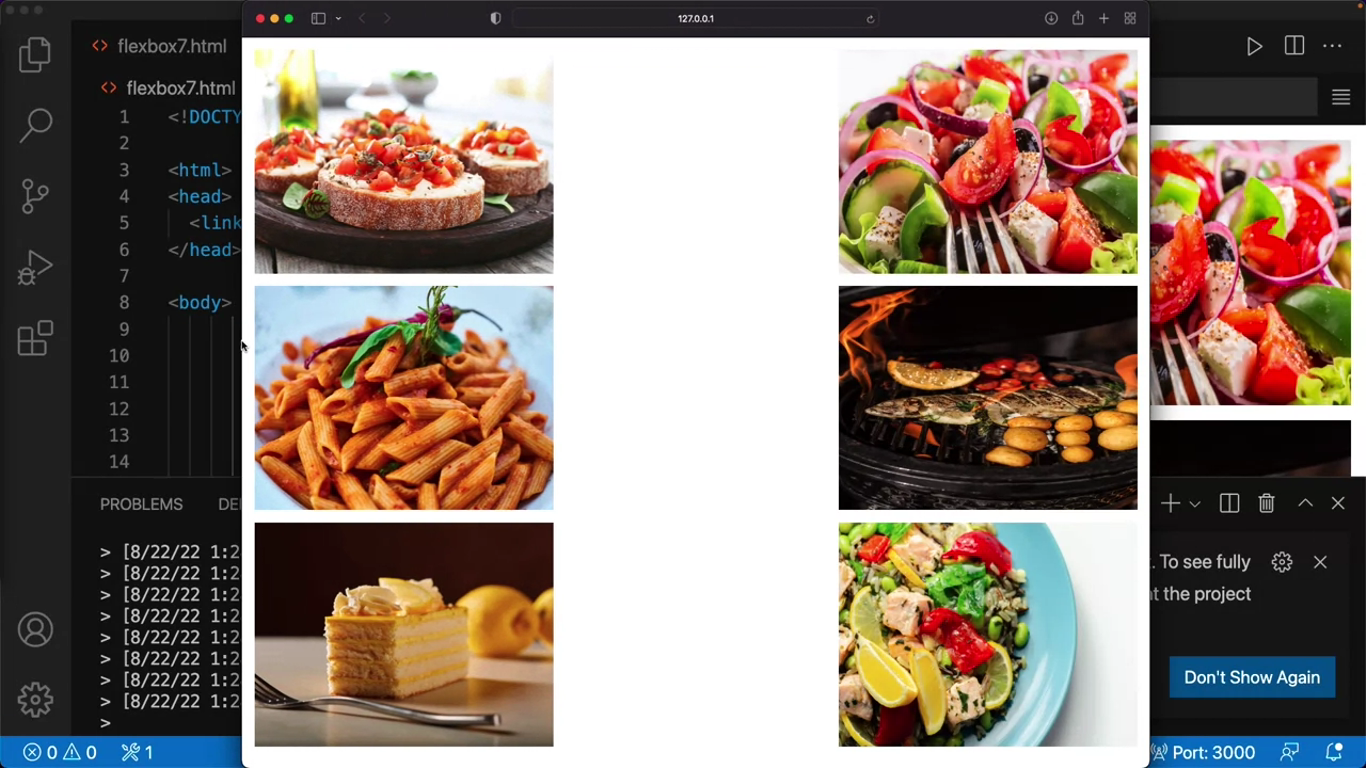 127.0.0.1
flexbox7.html
flexbox7.html
1 <!DOCTY
2
3 <html>
4 <head>
5 <link
6 </head>
7
8 <body>
9
10
11
12
13
14
PROBLEMS DE
> [8/22/22 1:2
> [8/22/22 1:2
> [8/22/22 1:2
> [8/22/22 1:2
> [8/22/22 1:2
> [8/22/22 1:2
> [8/22/22 1:2
> [8/22/22 1:2
>
. To see fully
t the project
Don't Show Again
0 0 1
Port: 3000